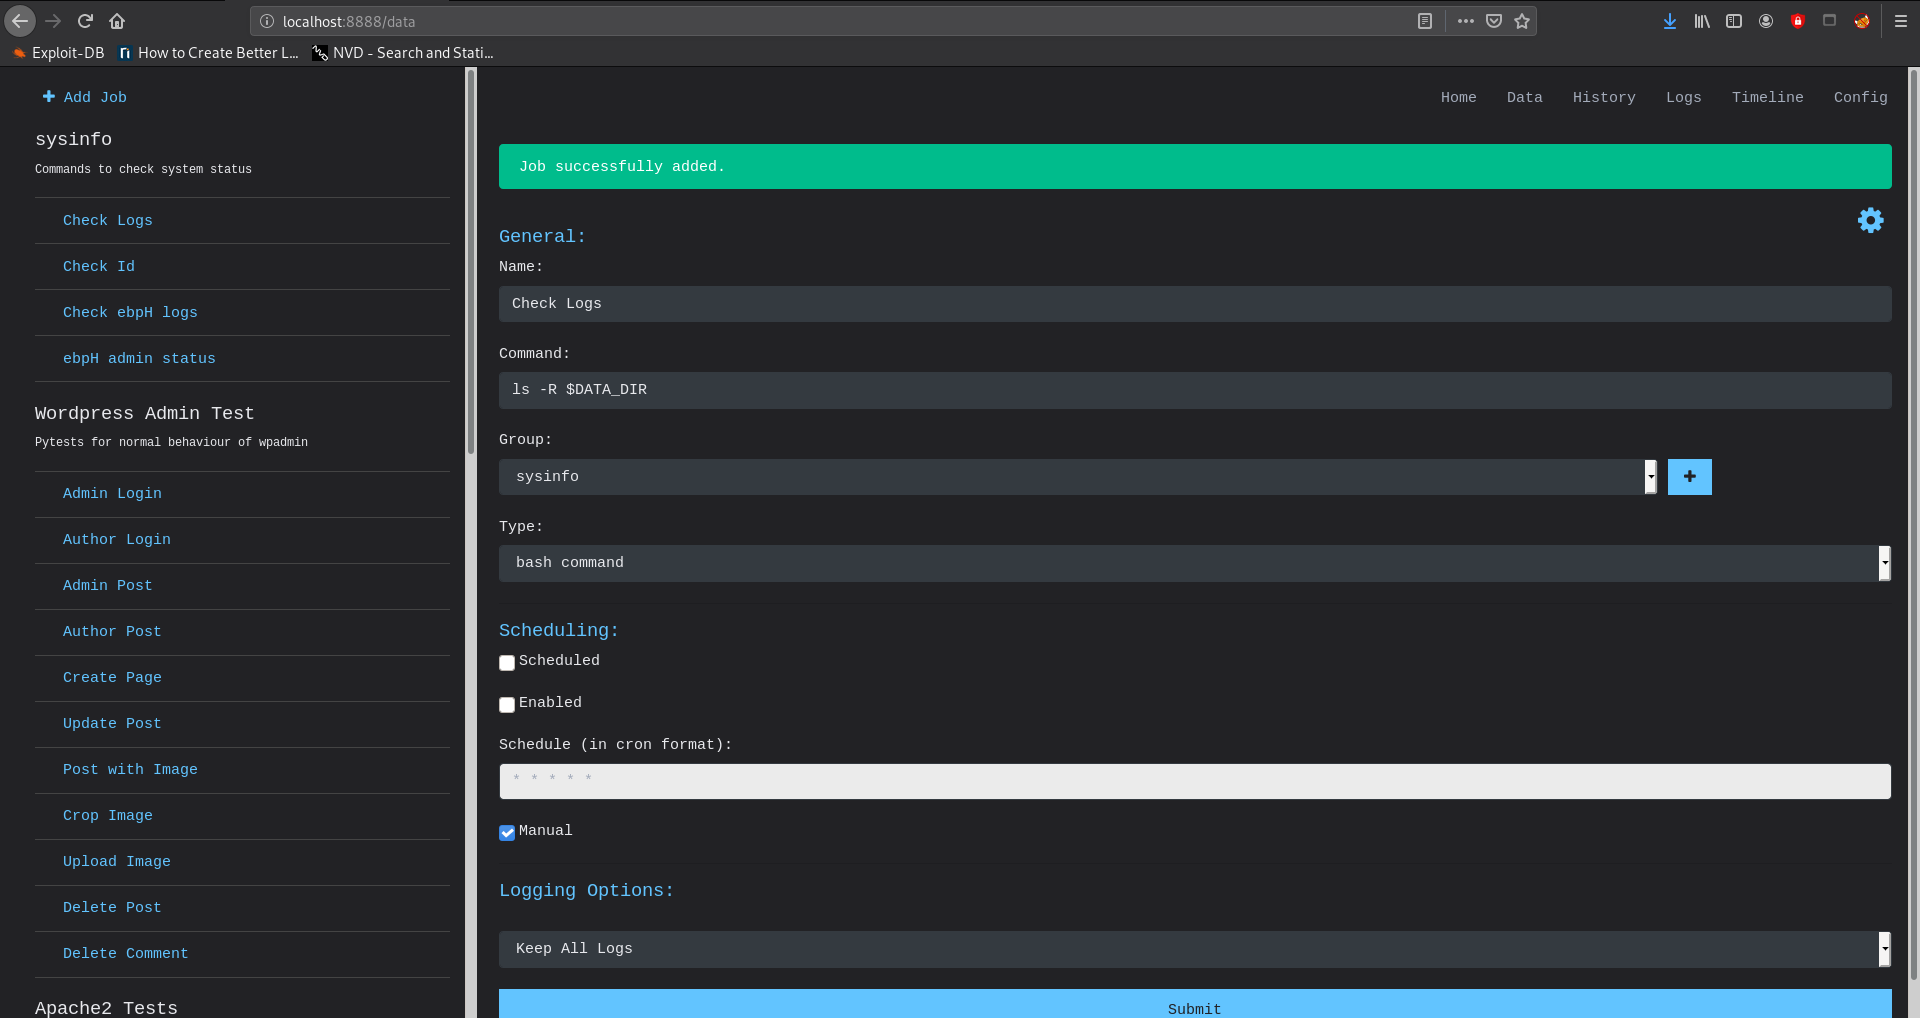 localhost:8888/data
Exploit-DB How to Create Better L... NVD - Search and Stati...
Add Job
sysinfo
Commands to check system status
Check Logs
Check Id
Check ebpH logs
ebpH admin status
Wordpress Admin Test
Pytests for normal behaviour of wpadmin
Admin Login
Author Login
Admin Post
Author Post
Create Page
Update Post
Post with Image
Crop Image
Upload Image
Delete Post
Delete Comment
Apache2 Tests
Home Data History Logs Timeline Config
Job successfully added.
General:
Name:
Check Logs
Command:
ls -R $DATA_DIR
Group:
sysinfo
Type:
bash command
Scheduling:
Scheduled
Enabled
Schedule (in cron format):
* * * * *
Manual
Logging Options:
Keep All Logs
Submit